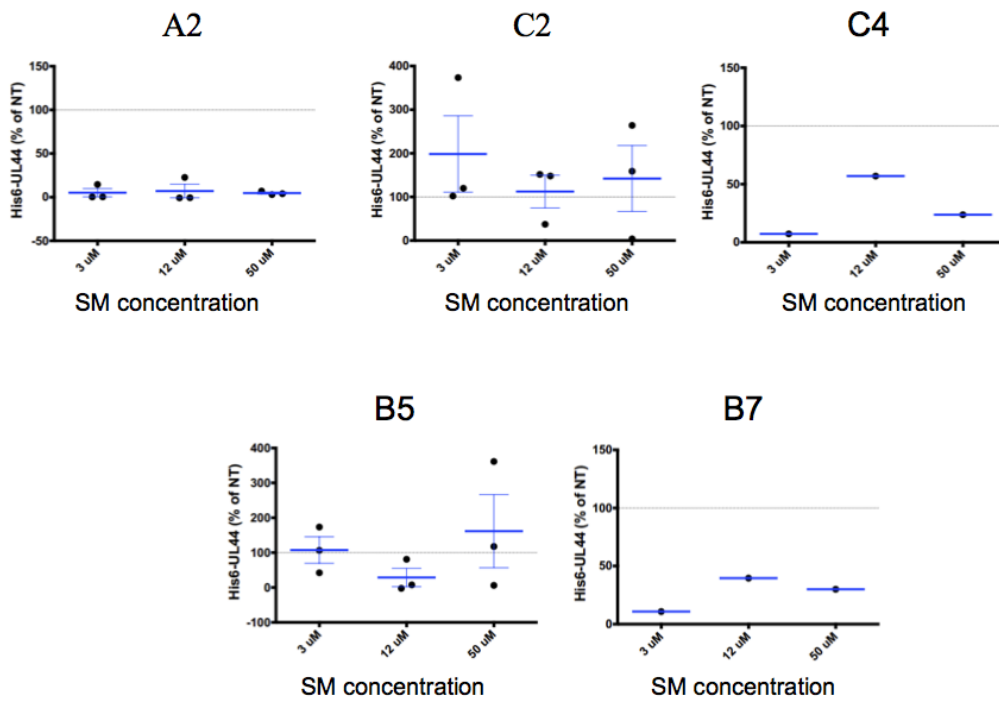 A2
C2
C4
His6-UL44 (% of NT)
150
100
50
0
-50
3 uM
12 uM
50 uM
SM concentration
His6-UL44 (% of NT)
400
300
200
100
0
3 uM
12 uM
50 uM
SM concentration
His6-UL44 (% of NT)
150
100
50
0
3 uM
12 uM
50 uM
SM concentration
B5
B7
His6-UL44 (% of NT)
400
300
200
100
0
-100
3 uM
12 uM
50 uM
SM concentration
His6-UL44 (% of NT)
150
100
50
0
3 uM
12 uM
50 uM
SM concentration